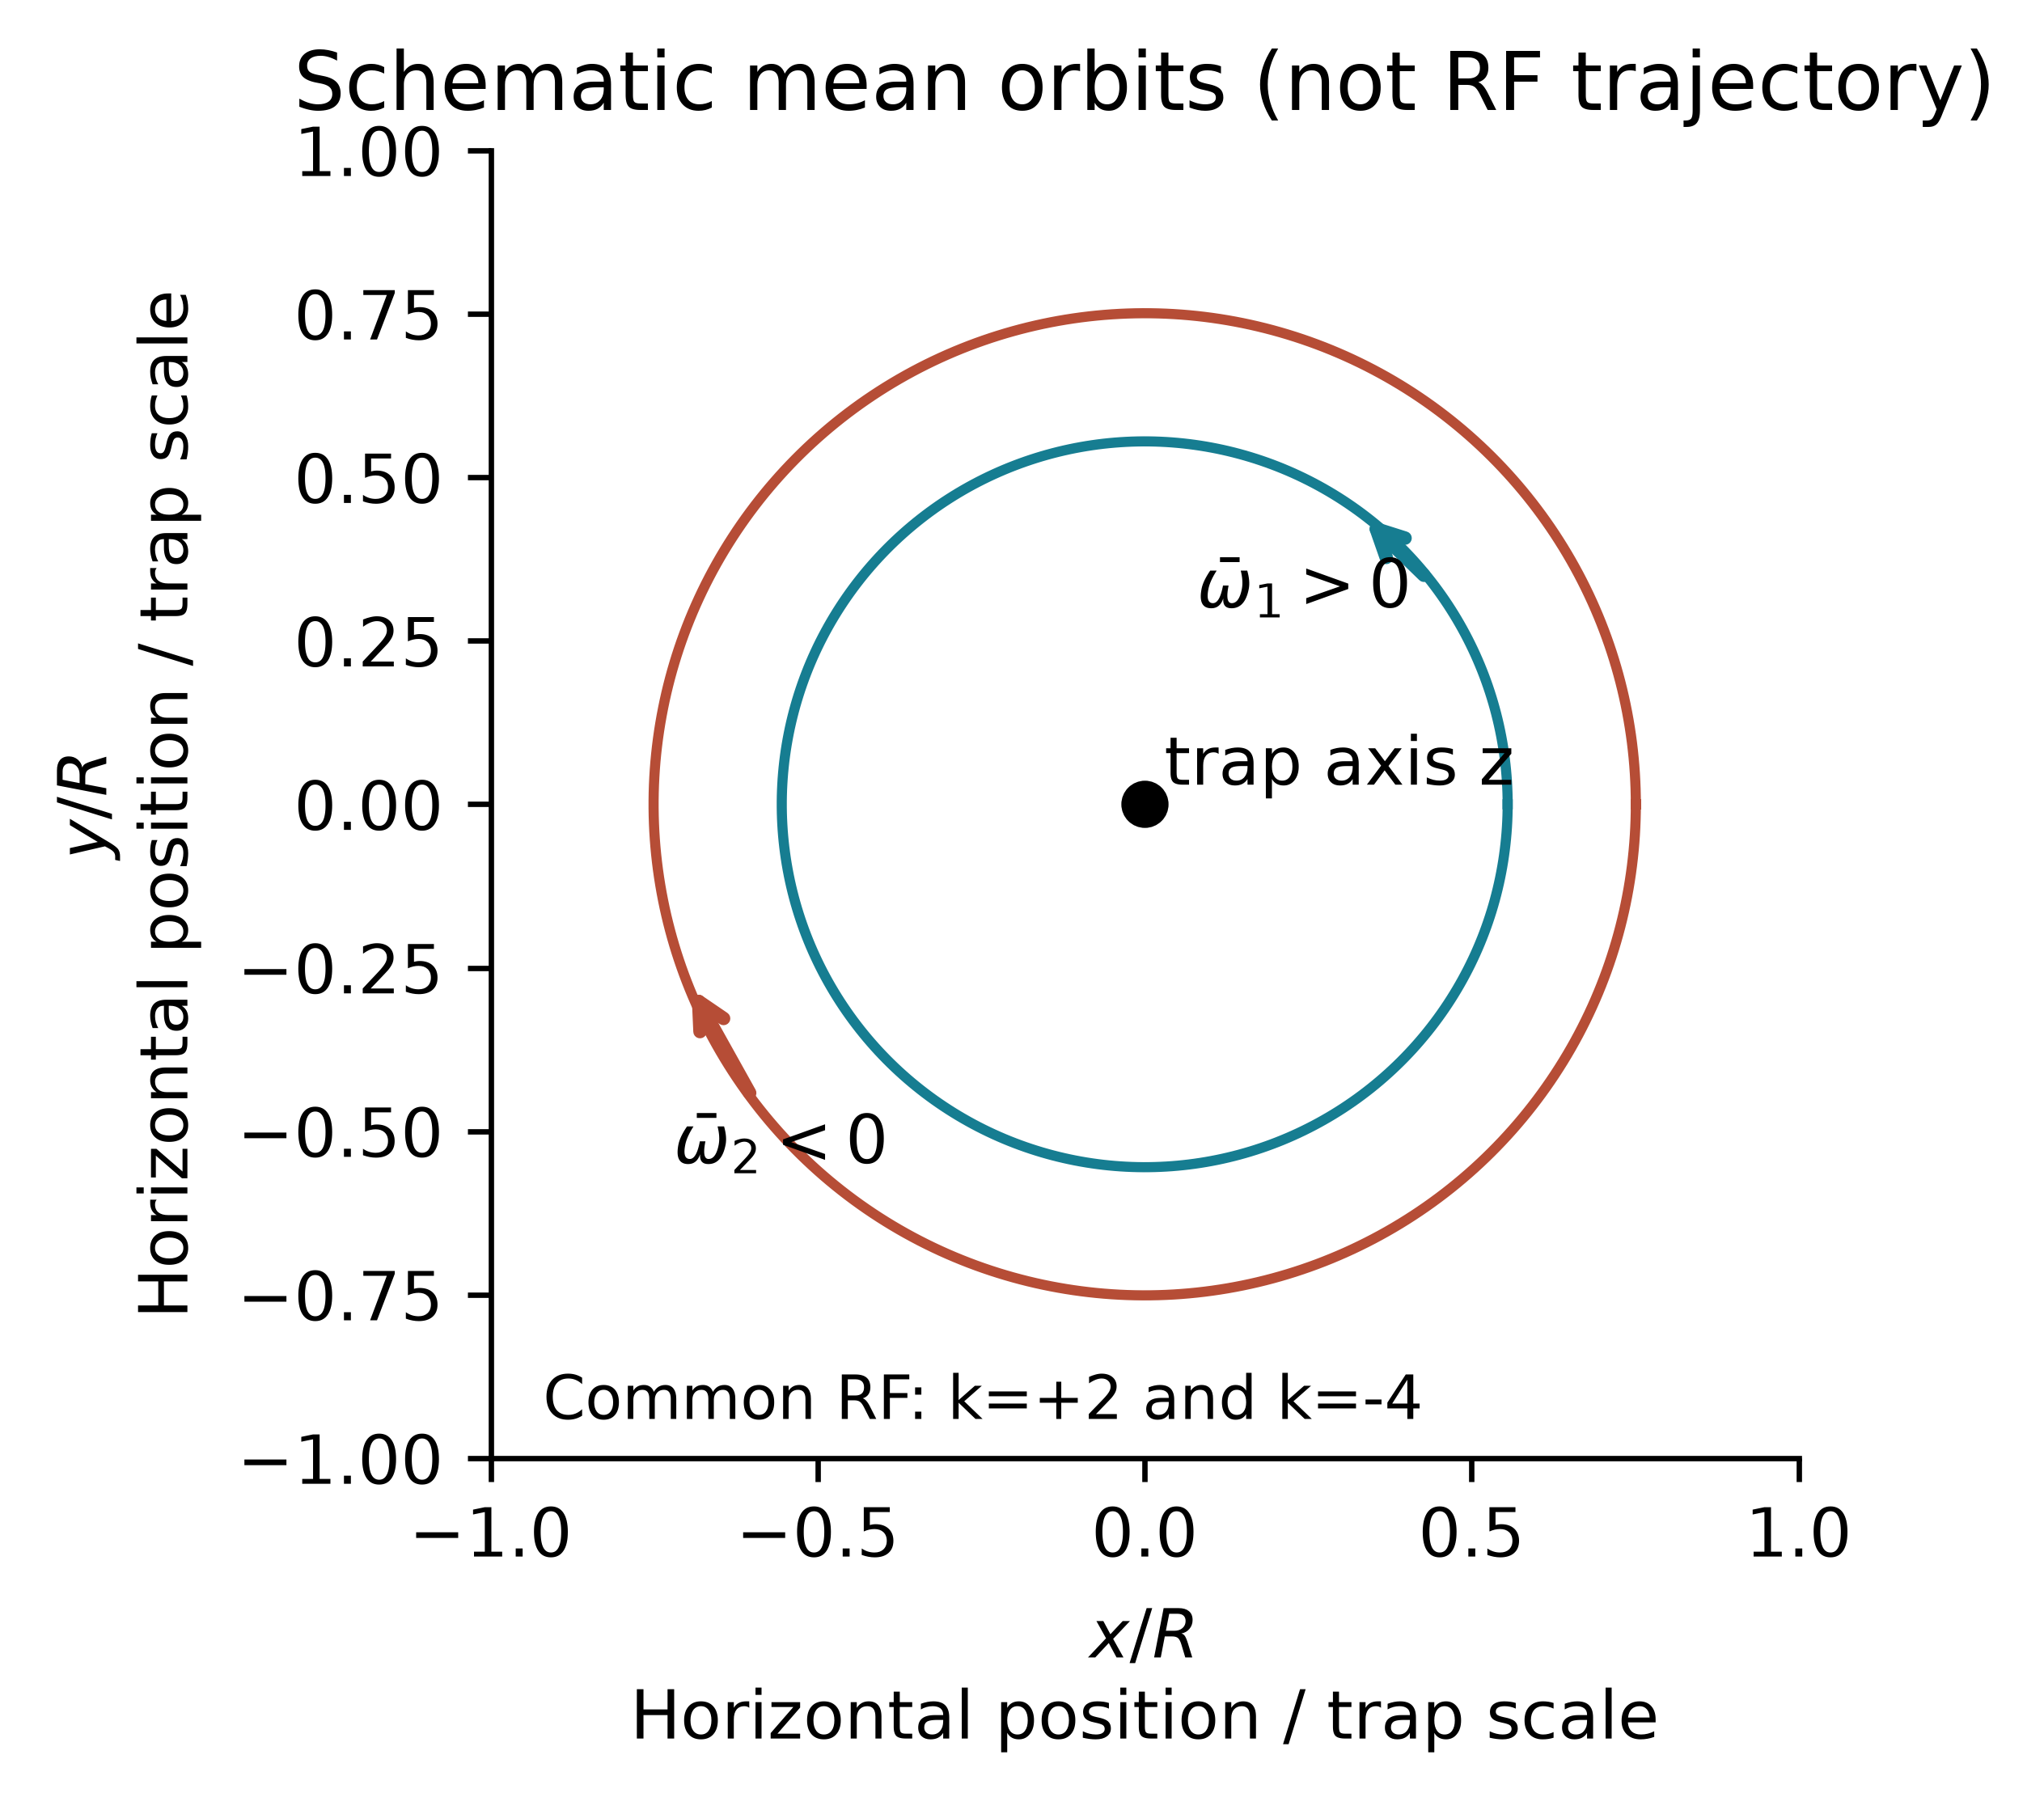 Schematic mean orbits (not RF trajectory)
1.00
0.75
0.50
0.25
0.00
−0.25
−0.50
−0.75
−1.00
y/R
Horizontal position / trap scale
ω̄₁ > 0
trap axis z
ω̄₂ < 0
Common RF: k=+2 and k=-4
−1.0 −0.5 0.0 0.5 1.0
x/R
Horizontal position / trap scale